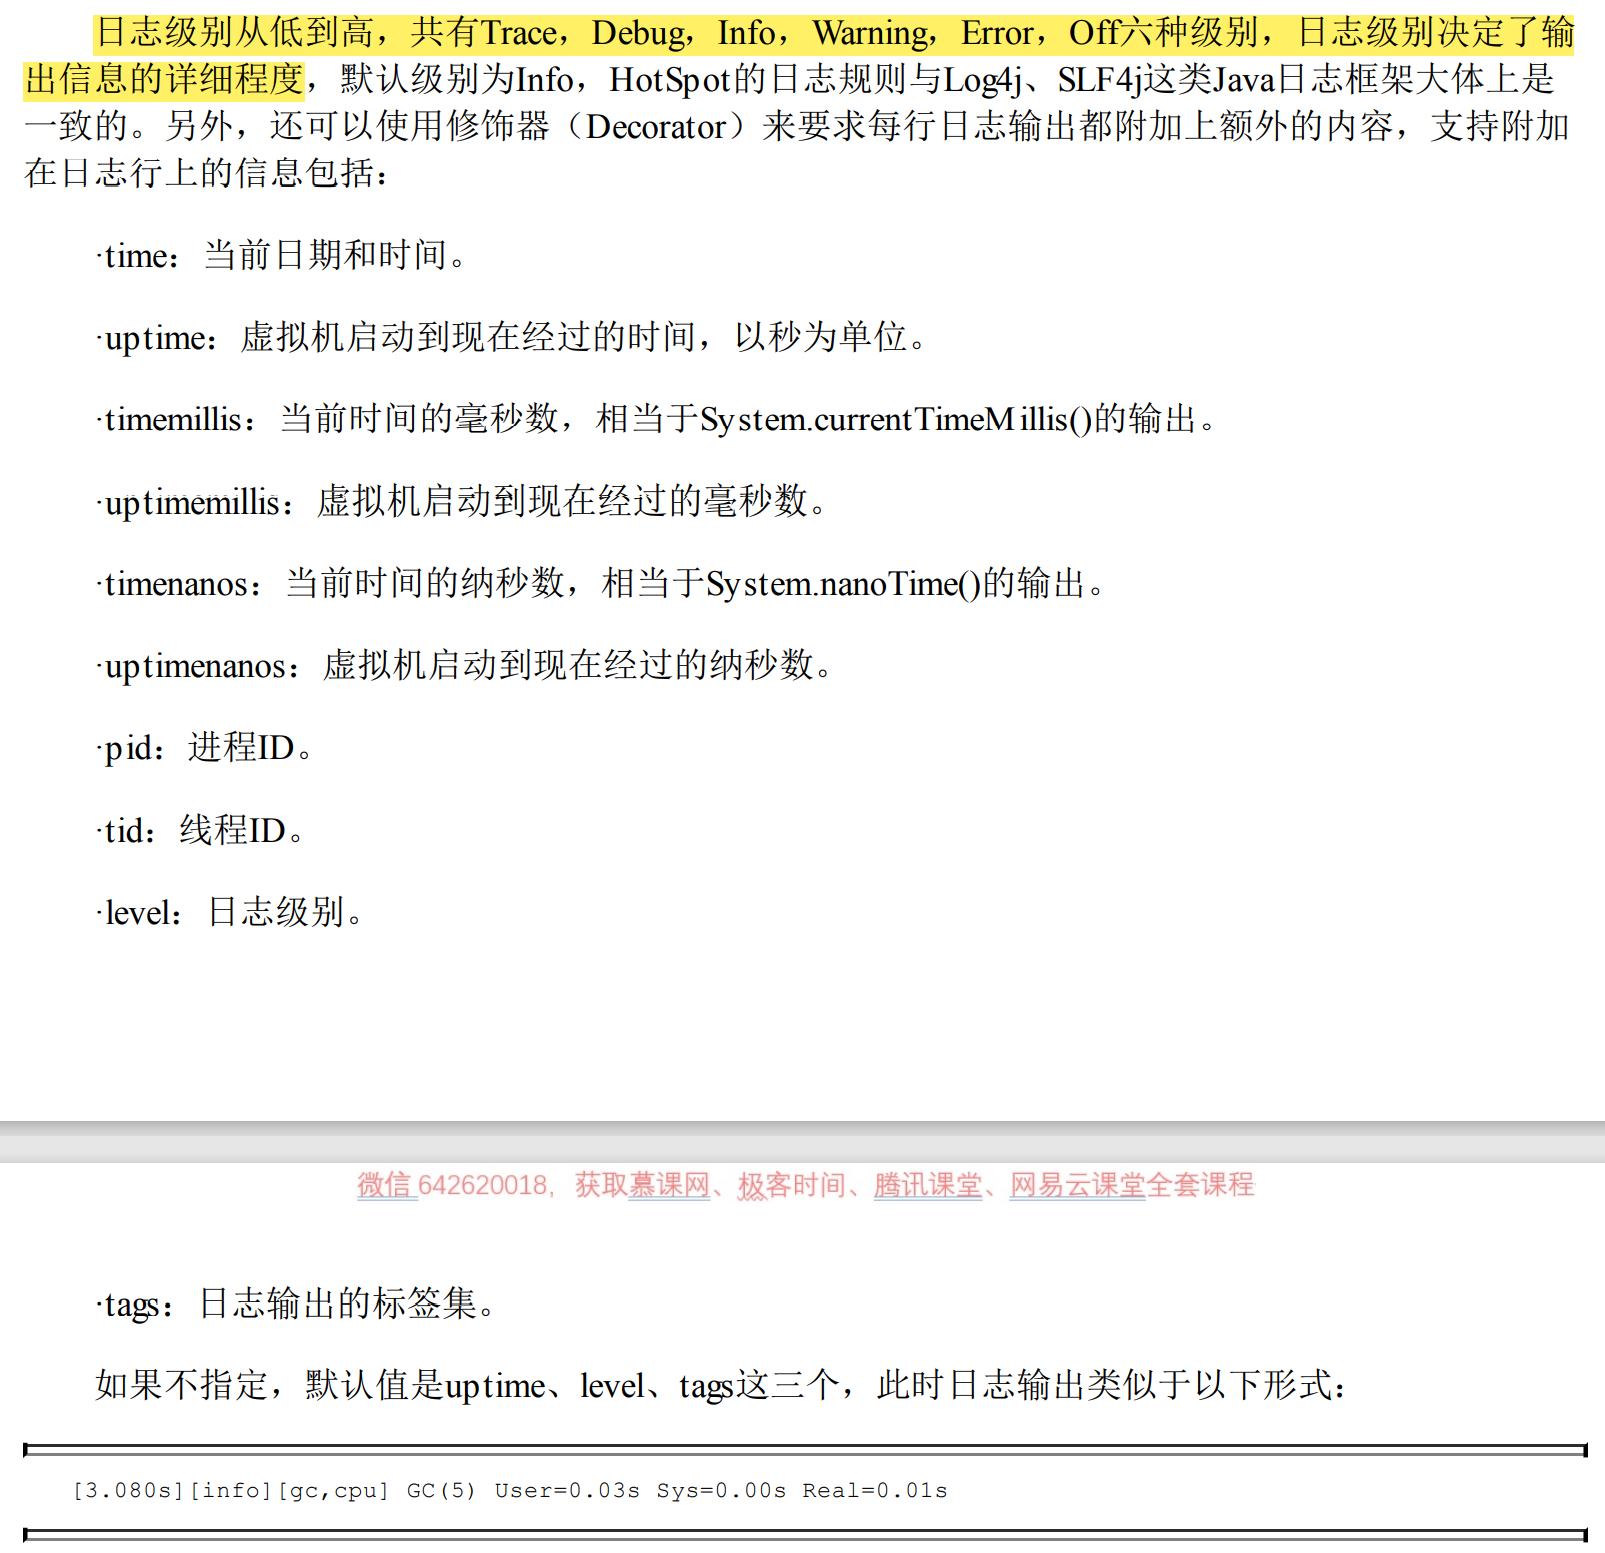 日志级别从低到高，共有Trace，Debug，Info，Warning，Error，Off六种级别，日志级别决定了输
出信息的详细程度，默认级别为Info，HotSpot的日志规则与Log4j、SLF4j这类Java日志框架大体上是
一致的。另外，还可以使用修饰器（Decorator）来要求每行日志输出都附加上额外的内容，支持附加
在日志行上的信息包括：
·time：当前日期和时间。
·uptime：虚拟机启动到现在经过的时间，以秒为单位。
·timemillis：当前时间的毫秒数，相当于System.currentTimeMillis()的输出。
·uptimemillis：虚拟机启动到现在经过的毫秒数。
·timenanos：当前时间的纳秒数，相当于System.nanoTime()的输出。
·uptimenanos：虚拟机启动到现在经过的纳秒数。
·pid：进程ID。
·tid：线程ID。
·level：日志级别。
微信 642620018，获取慕课网、极客时间、腾讯课堂、网易云课堂全套课程
·tags：日志输出的标签集。
如果不指定，默认值是uptime、level、tags这三个，此时日志输出类似于以下形式：
[3.080s][info][gc,cpu] GC(5) User=0.03s Sys=0.00s Real=0.01s